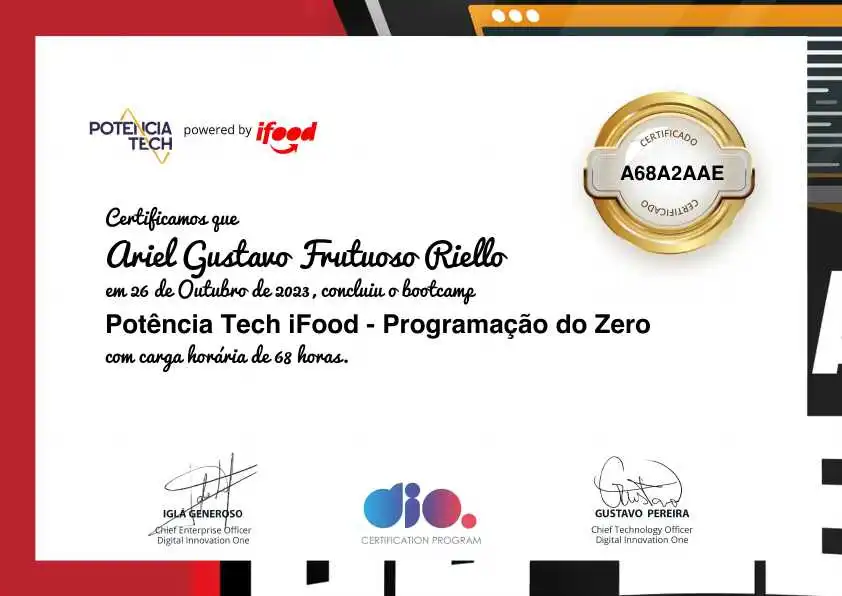 POTÊNCIA
TECH
powered by
ifood
CERTIFICADO
A68A2AAE
CERTIFICADO
Certificamos que
Ariel Gustavo Frutuoso Riello
em 26 de Outubro de 2023, concluiu o bootcamp
Potência Tech iFood - Programação do Zero
com carga horária de 68 horas.
IGLÁ GENEROSO
Chief Enterprise Officer
Digital Innovation One
dio.
CERTIFICATION PROGRAM
Gustavo
GUSTAVO PEREIRA
Chief Technology Officer
Digital Innovation One